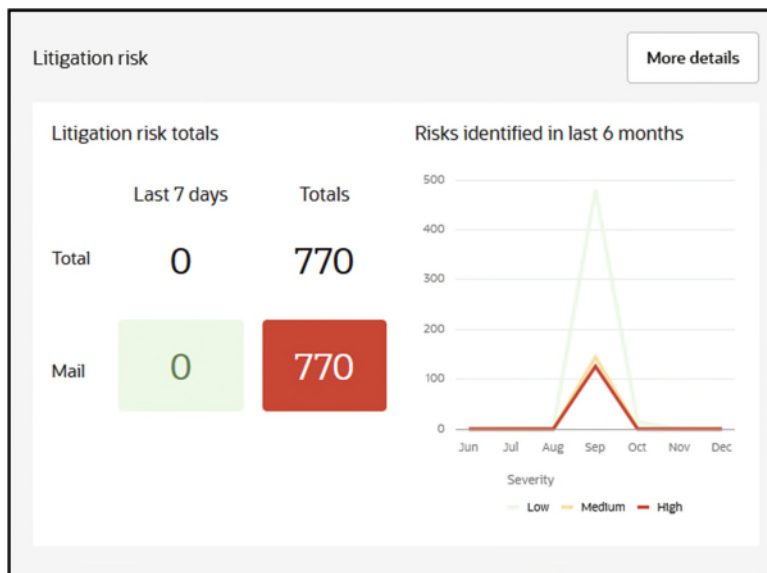 Litigation risk
More details
Litigation risk totals
Last 7 days Totals
Total 0 770
Mail 0 770
Risks identified in last 6 months
500
400
300
200
100
0
Jun Jul Aug Sep Oct Nov Dec
Severity
Low Medium High